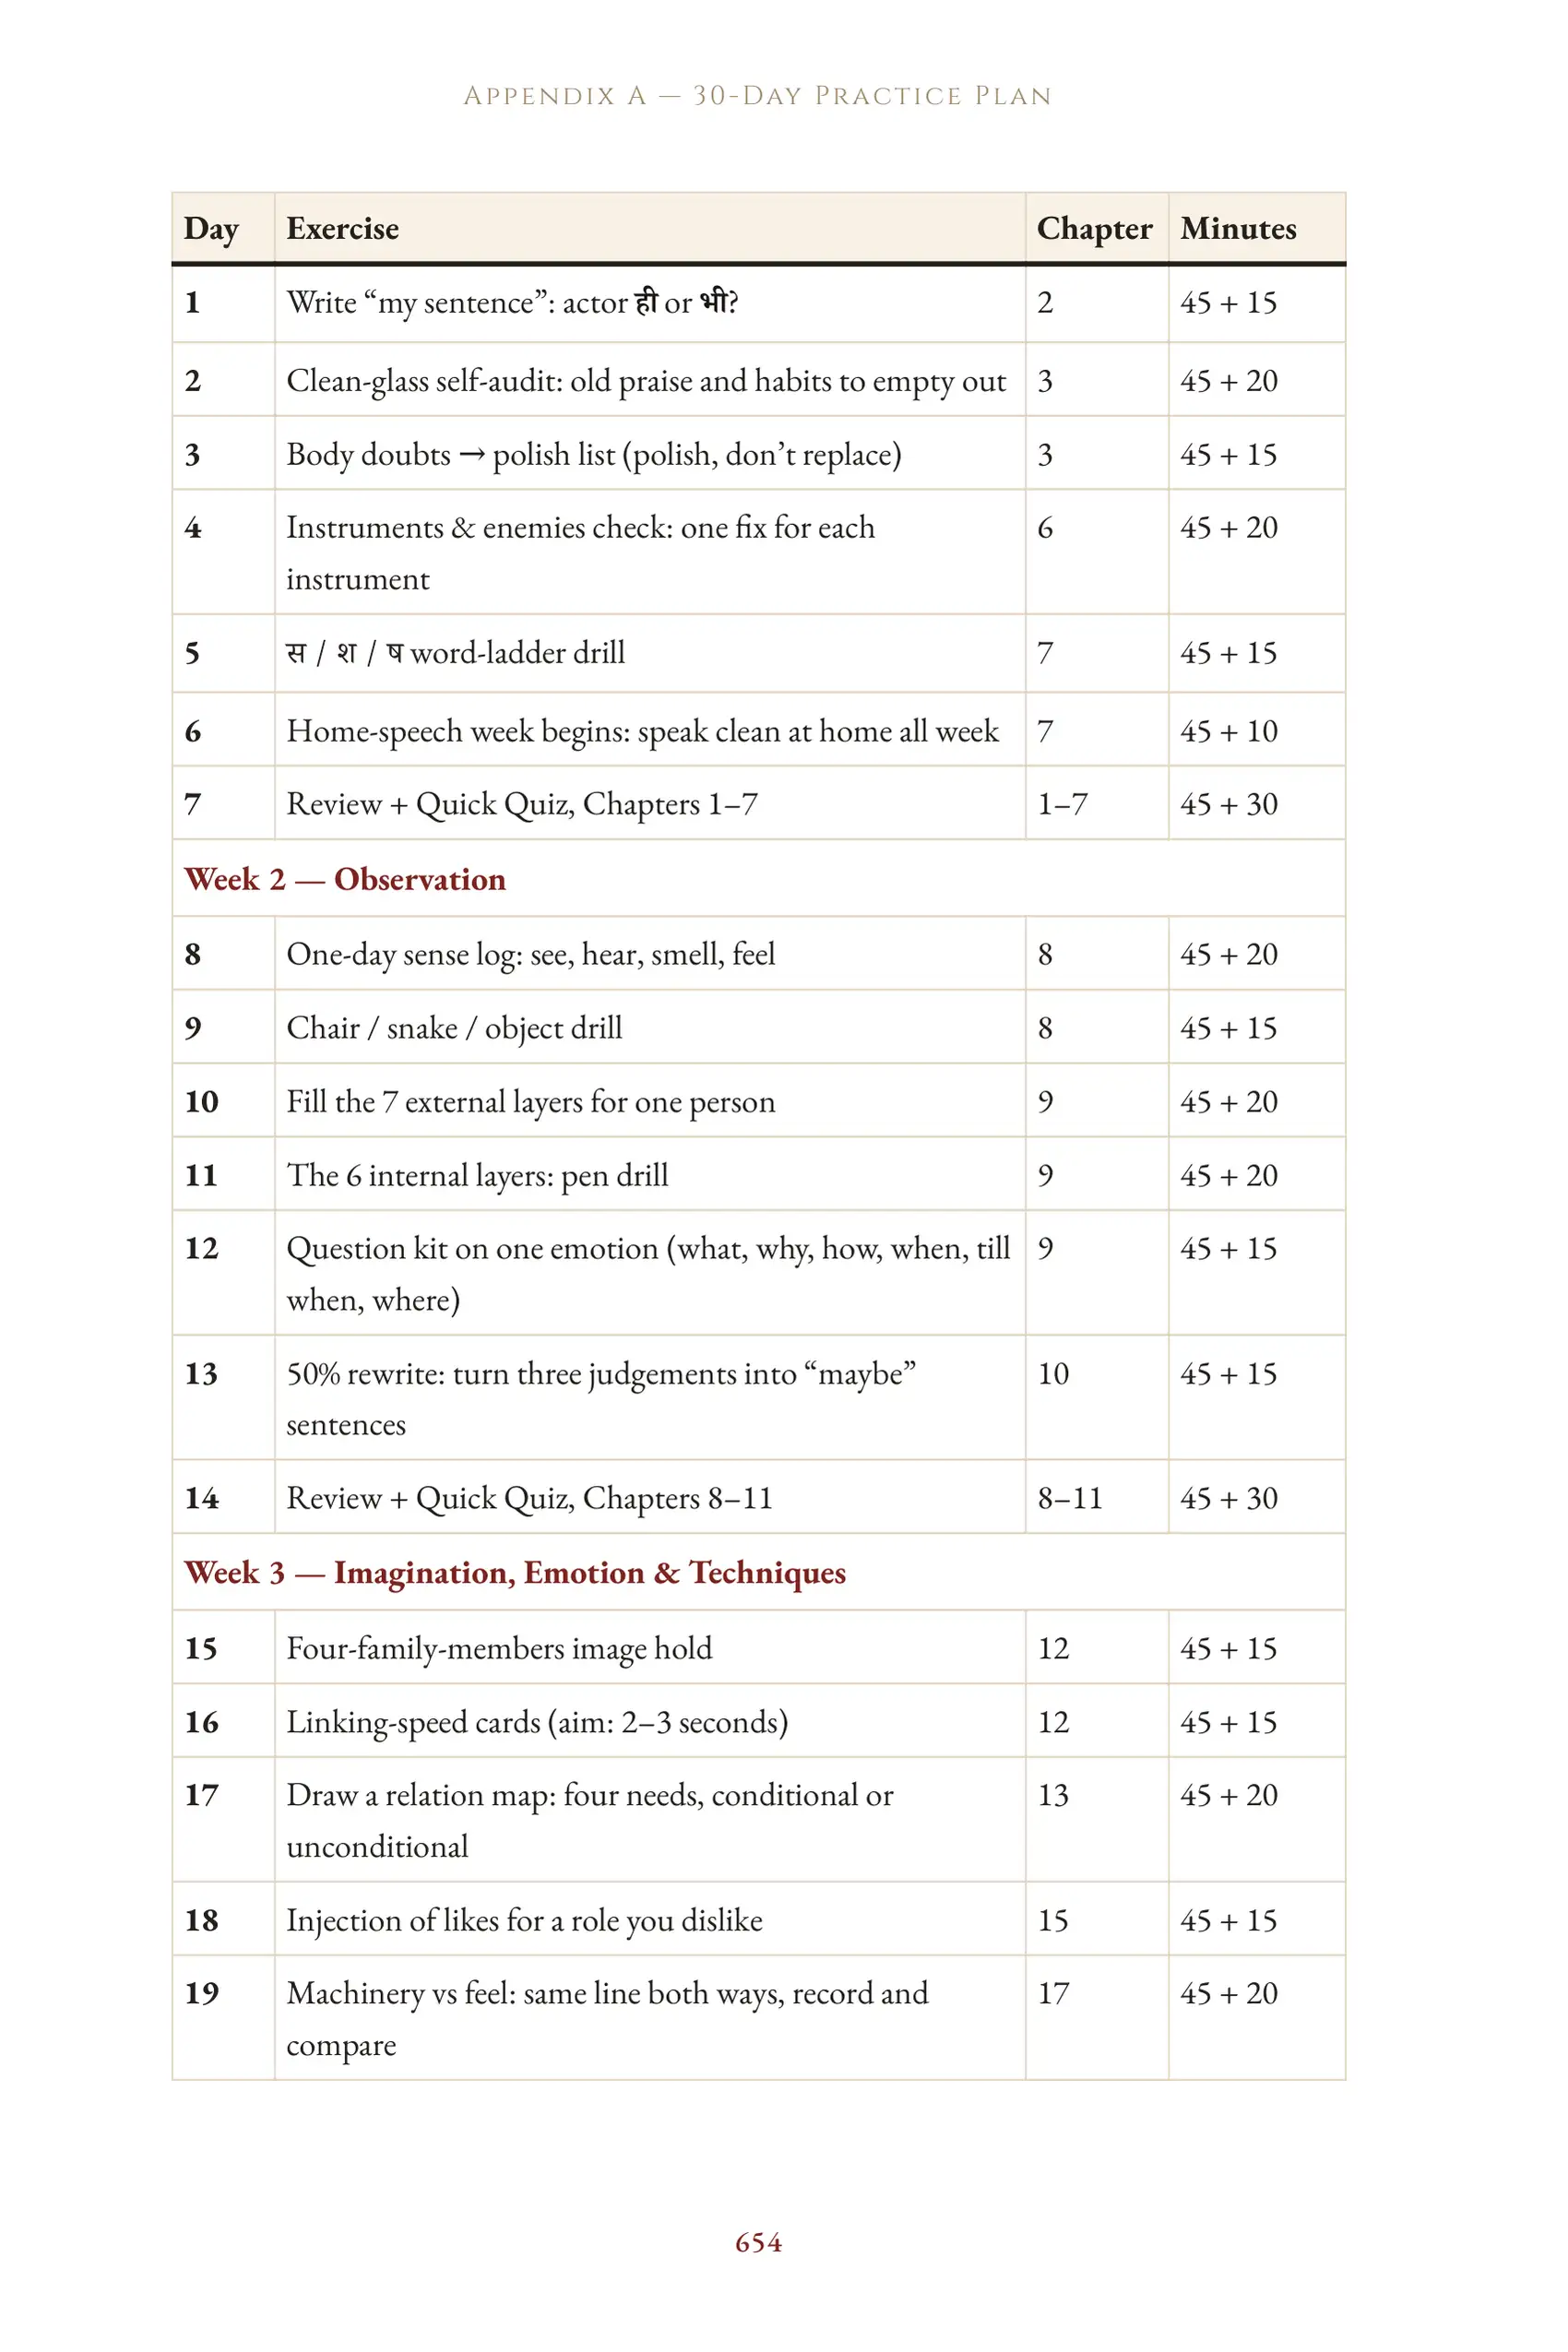 APPENDIX A — 30-DAY PRACTICE PLAN
Day Exercise Chapter Minutes
1 Write “my sentence”: actor ही or भी? 2 45 + 15
2 Clean-glass self-audit: old praise and habits to empty out 3 45 + 20
3 Body doubts → polish list (polish, don’t replace) 3 45 + 15
4 Instruments & enemies check: one fix for each 6 45 + 20
instrument
5 स / श / ष word-ladder drill 7 45 + 15
6 Home-speech week begins: speak clean at home all week 7 45 + 10
7 Review + Quick Quiz, Chapters 1–7 1–7 45 + 30
Week 2 — Observation
8 One-day sense log: see, hear, smell, feel 8 45 + 20
9 Chair / snake / object drill 8 45 + 15
10 Fill the 7 external layers for one person 9 45 + 20
11 The 6 internal layers: pen drill 9 45 + 20
12 Question kit on one emotion (what, why, how, when, till 9 45 + 15
when, where)
13 50% rewrite: turn three judgements into “maybe” 10 45 + 15
sentences
14 Review + Quick Quiz, Chapters 8–11 8–11 45 + 30
Week 3 — Imagination, Emotion & Techniques
15 Four-family-members image hold 12 45 + 15
16 Linking-speed cards (aim: 2–3 seconds) 12 45 + 15
17 Draw a relation map: four needs, conditional or 13 45 + 20
unconditional
18 Injection of likes for a role you dislike 15 45 + 15
19 Machinery vs feel: same line both ways, record and 17 45 + 20
compare
654